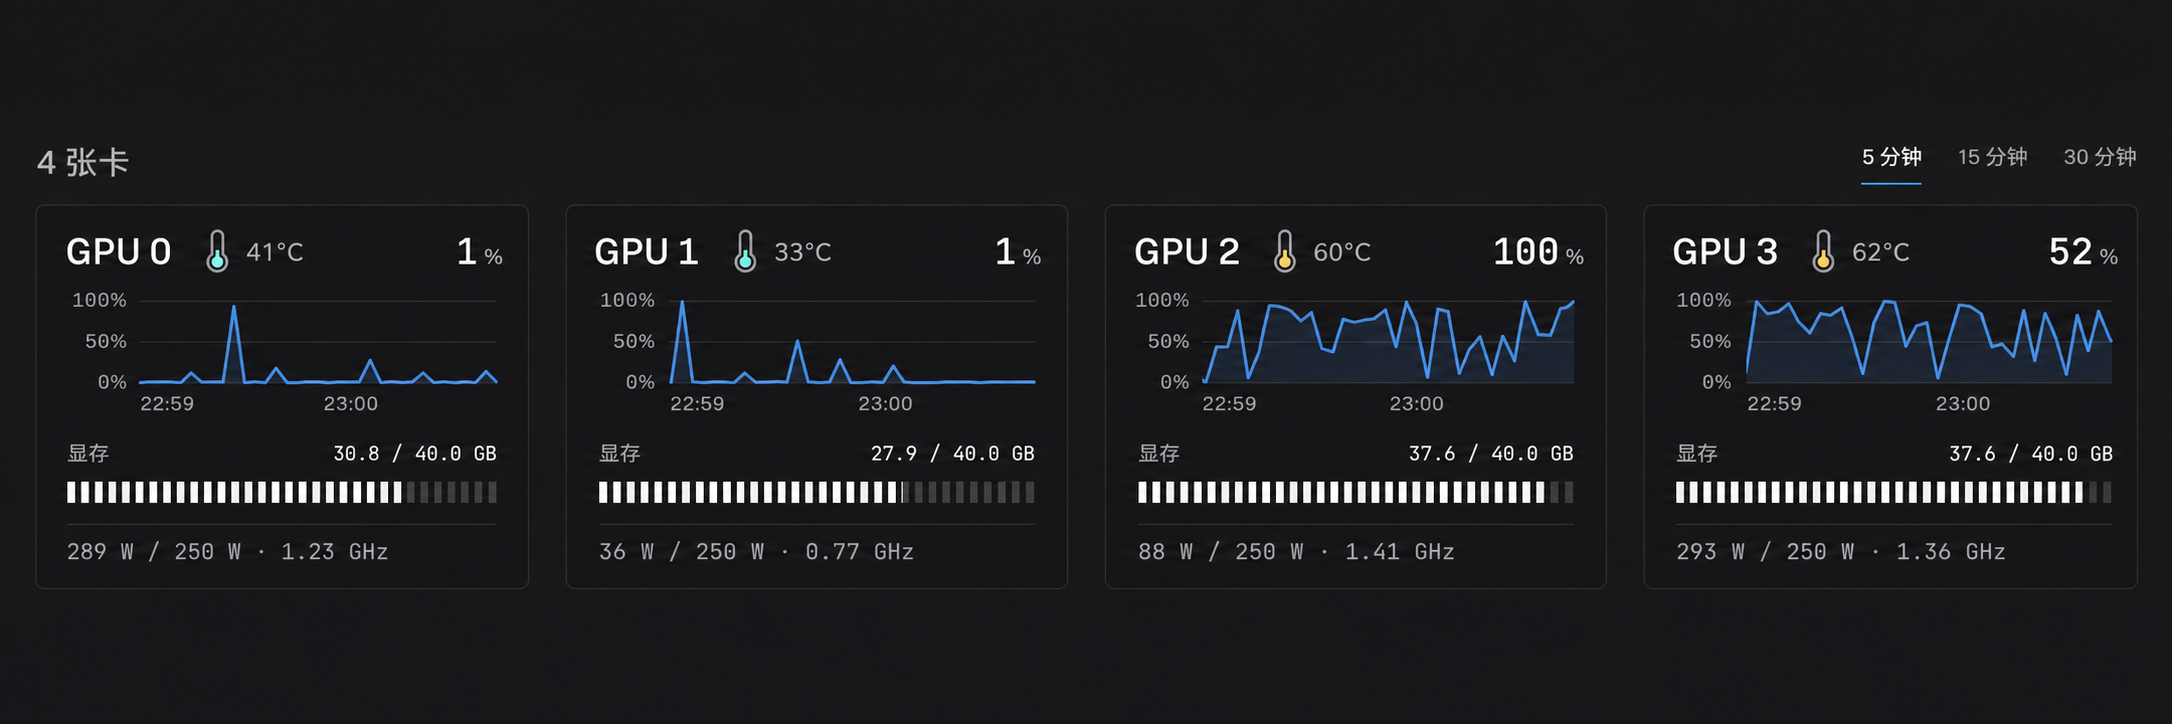 4 张卡
5 分钟 15 分钟 30 分钟
GPU 0 41°C 1 %
100%
50%
0%
22:59 23:00
显存 30.8 / 40.0 GB
289 W / 250 W · 1.23 GHz
GPU 1 33°C 1 %
100%
50%
0%
22:59 23:00
显存 27.9 / 40.0 GB
36 W / 250 W · 0.77 GHz
GPU 2 60°C 100 %
100%
50%
0%
22:59 23:00
显存 37.6 / 40.0 GB
88 W / 250 W · 1.41 GHz
GPU 3 62°C 52 %
100%
50%
0%
22:59 23:00
显存 37.6 / 40.0 GB
293 W / 250 W · 1.36 GHz